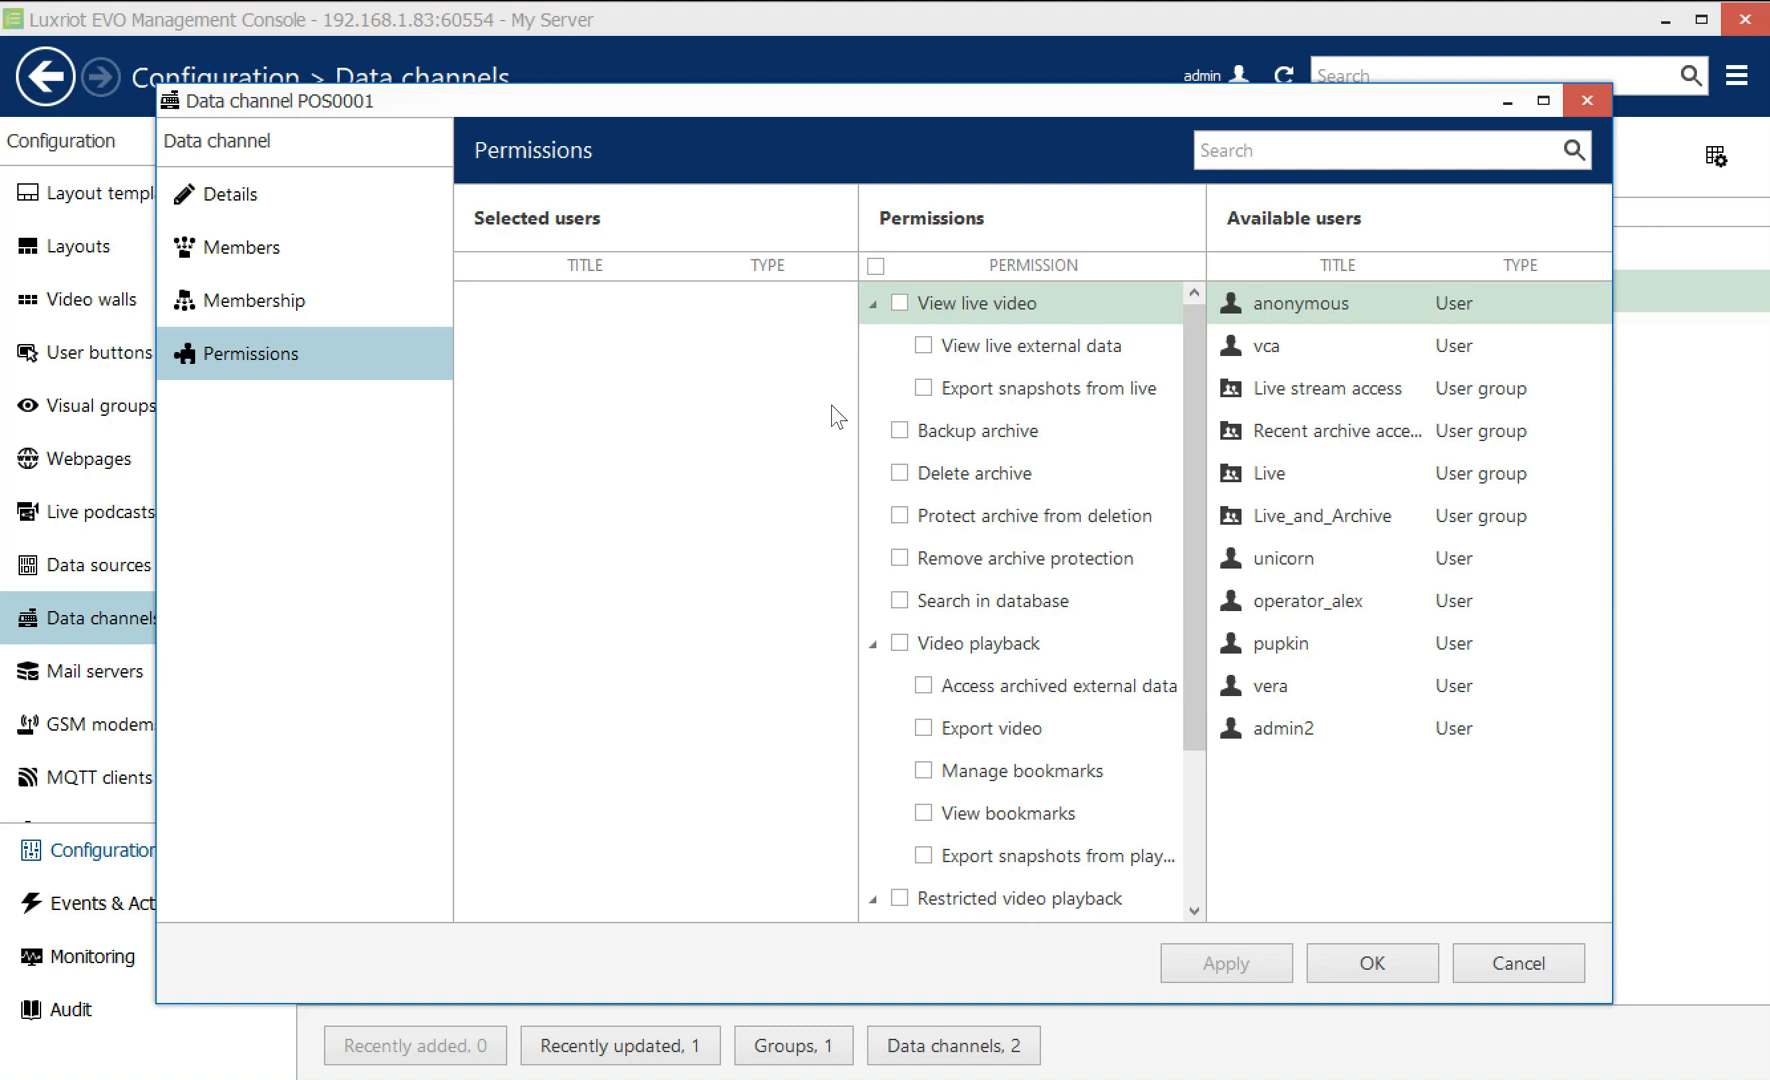 Luxriot EVO Management Console - 192.168.1.83:60554 - My Server
Configuration > Data channels
admin
Search
Data channel POS0001
Configuration
Layout templ
Layouts
Video walls
User buttons
Visual groups
Webpages
Live podcasts
Data sources
Data channels
Mail servers
GSM modem
MQTT clients
Configuration
Events & Act
Monitoring
Audit
Data channel
Details
Members
Membership
Permissions
Permissions
Search
Selected users
TITLE TYPE
Permissions
PERMISSION
View live video
View live external data
Export snapshots from live
Backup archive
Delete archive
Protect archive from deletion
Remove archive protection
Search in database
Video playback
Access archived external data
Export video
Manage bookmarks
View bookmarks
Export snapshots from play...
Restricted video playback
Available users
TITLE TYPE
anonymous User
vca User
Live stream access User group
Recent archive acce... User group
Live User group
Live_and_Archive User group
unicorn User
operator_alex User
pupkin User
vera User
admin2 User
Apply OK Cancel
Recently added, 0 Recently updated, 1 Groups, 1 Data channels, 2